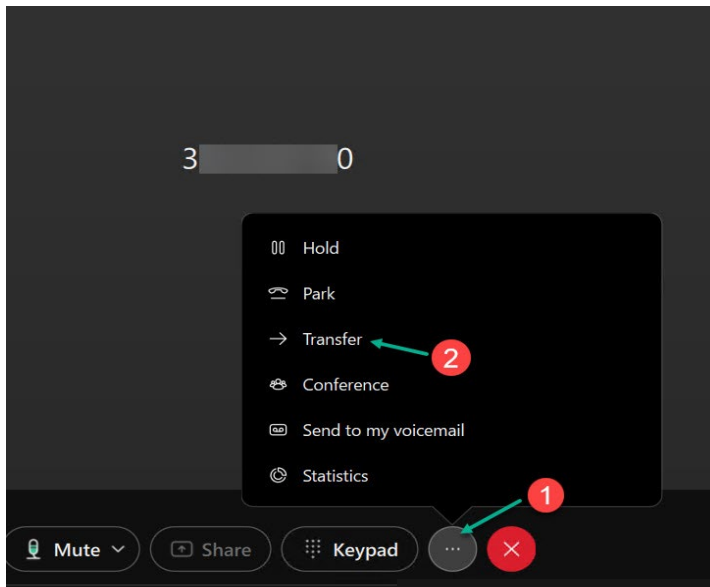 3 0
Hold
Park
Transfer
2
Conference
Send to my voicemail
Statistics
1
Mute
Share
Keypad